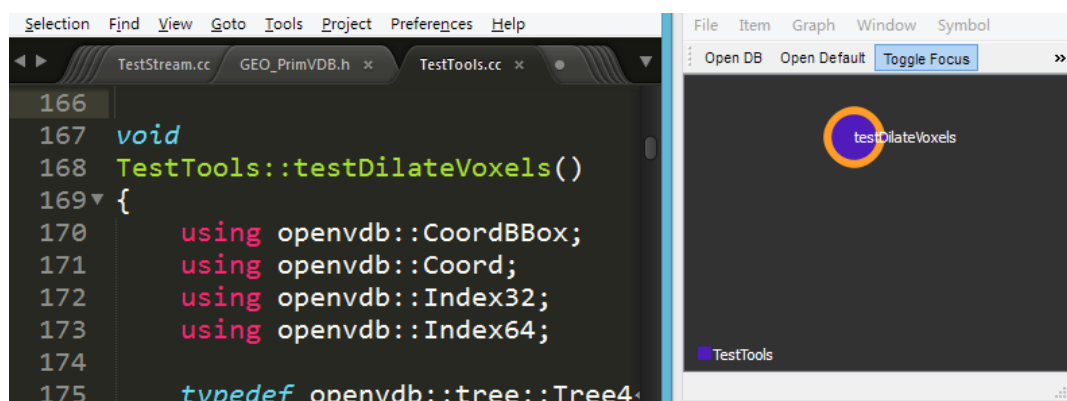 Selection Find View Goto Tools Project Preferences Help
TestStream.cc GEO_PrimVDB.h × TestTools.cc ×
166
167 void
168 TestTools::testDilateVoxels()
169 {
170 using openvdb::CoordBBox;
171 using openvdb::Coord;
172 using openvdb::Index32;
173 using openvdb::Index64;
174
175 typedef openvdb::tree::Tree4<
File Item Graph Window Symbol
Open DB Open Default Toggle Focus »
testDilateVoxels
TestTools